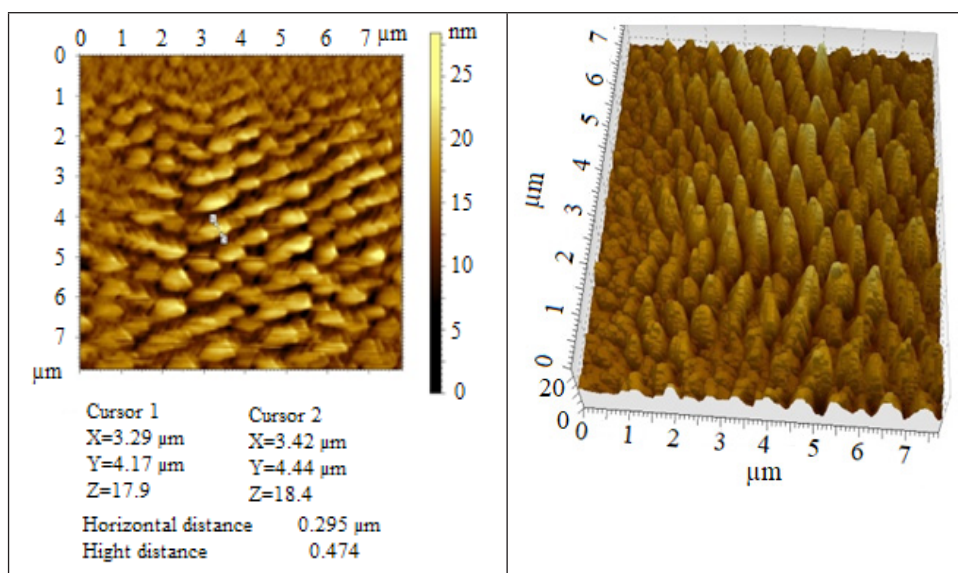 0 1 2 3 4 5 6 7 µm
nm
0
1
2
3
4
5
6
7
µm
25
20
15
10
5
0
Cursor 1
X=3.29 µm
Y=4.17 µm
Z=17.9
Cursor 2
X=3.42 µm
Y=4.44 µm
Z=18.4
Horizontal distance 0.295 µm
Hight distance 0.474
7
6
5
4
3
2
1
0
µm
20
0
0 1 2 3 4 5 6 7
µm